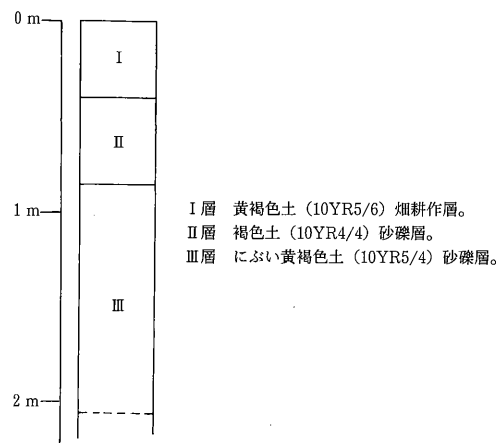 0 m
Ⅰ
Ⅱ
1 m
Ⅰ層 黄褐色土 (10YR5/6) 畑耕作層。
Ⅱ層 褐色土 (10YR4/4) 砂礫層。
Ⅲ層 にぶい黄褐色土 (10YR5/4) 砂礫層。
Ⅲ
2 m